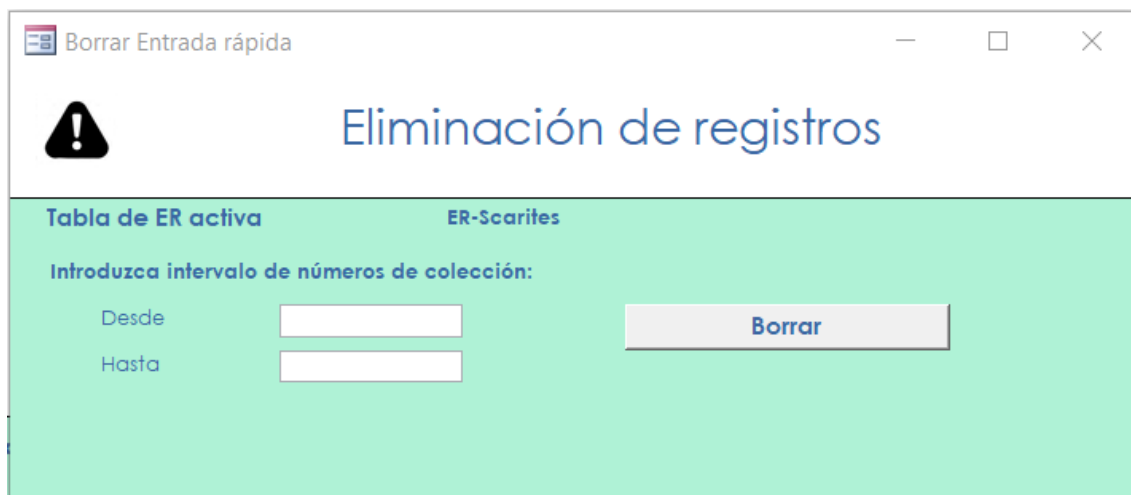 Borrar Entrada rápida
Eliminación de registros
Tabla de ER activa ER-Scarites
Introduzca intervalo de números de colección:
Desde
Borrar
Hasta